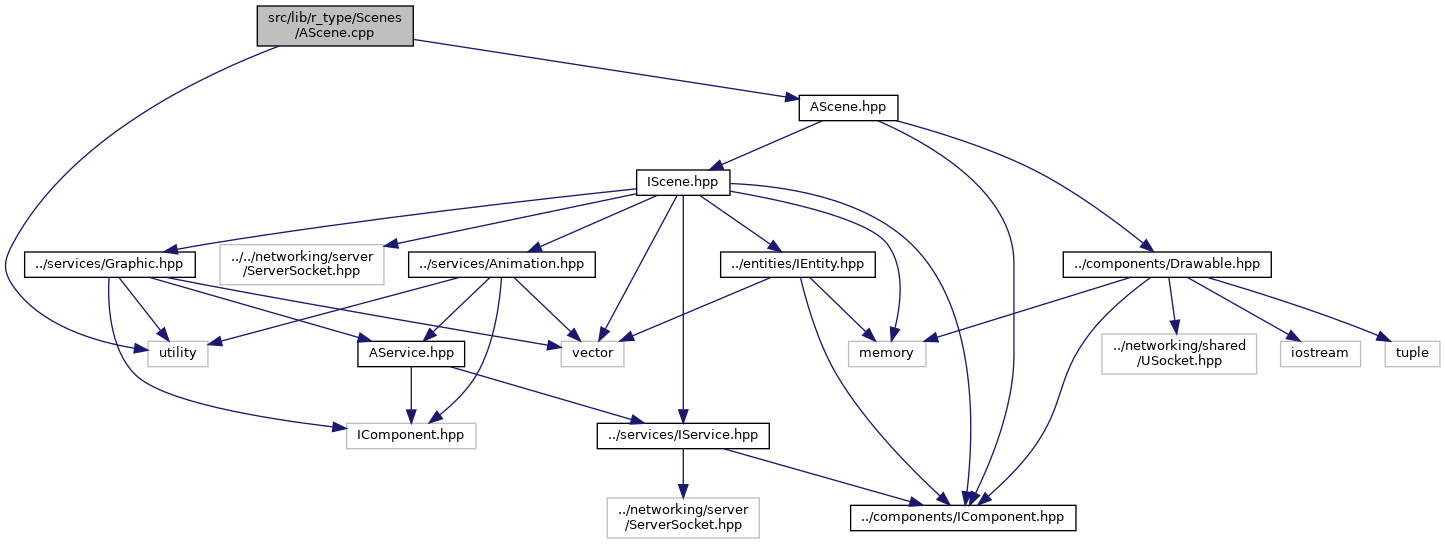 src/lib/r_type/Scenes
/AScene.cpp
AScene.hpp
IScene.hpp
../services/Graphic.hpp
../../networking/server
/ServerSocket.hpp
../services/Animation.hpp
../entities/IEntity.hpp
../components/Drawable.hpp
utility
AService.hpp
vector
memory
../networking/shared
/USocket.hpp
iostream
tuple
IComponent.hpp
../services/IService.hpp
../networking/server
/ServerSocket.hpp
../components/IComponent.hpp